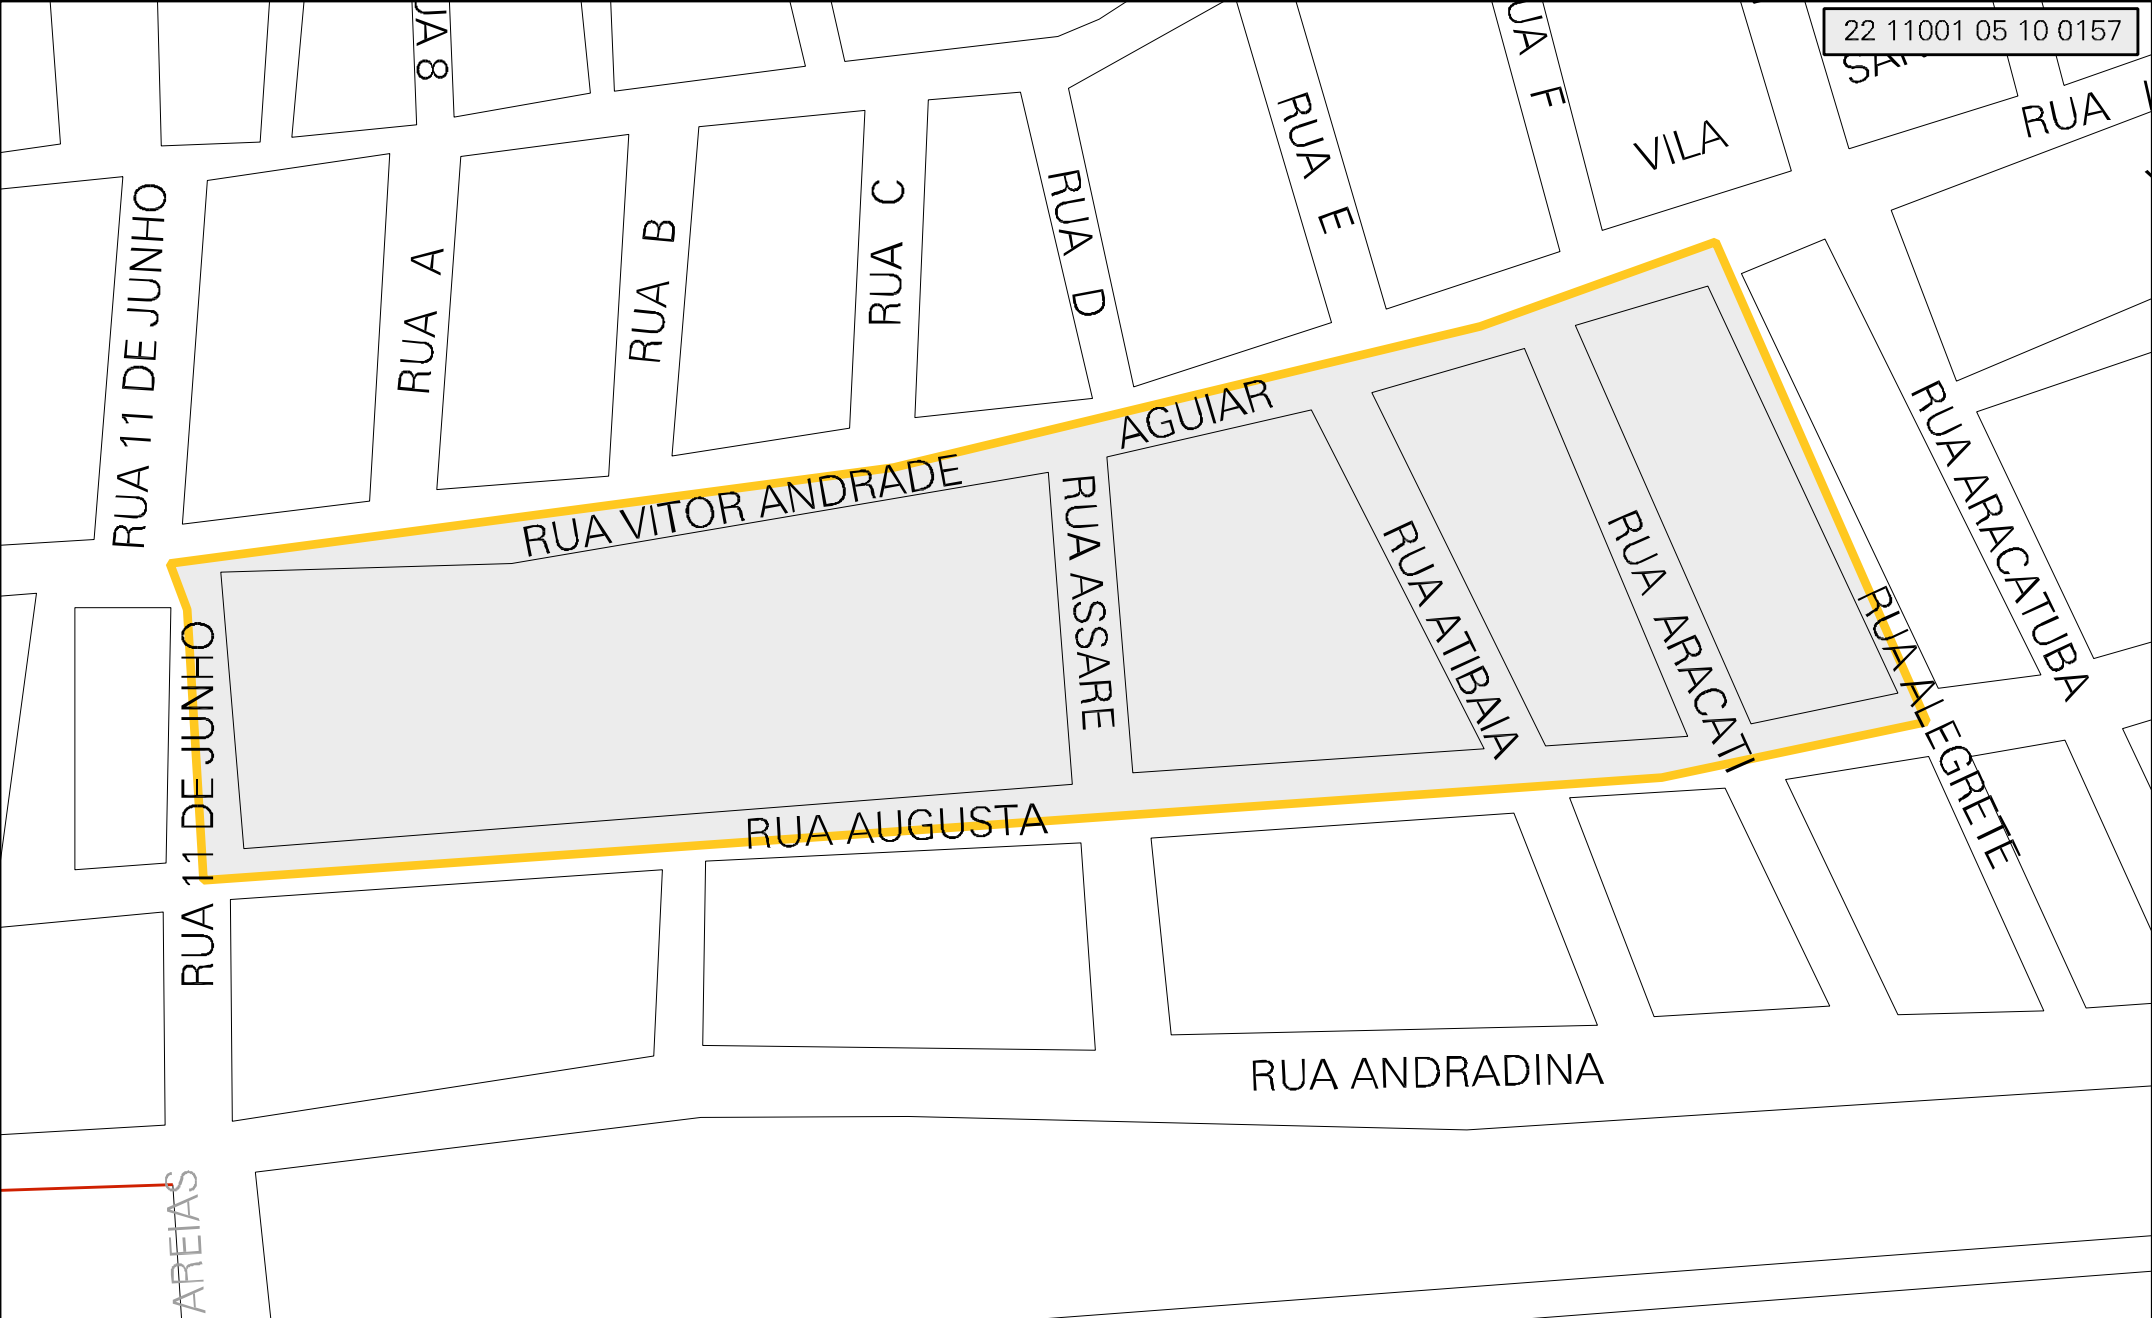 22 11001 05 10 0157
RUA
VILA
RUA E
RUA D
RUA C
RUA B
RUA A
RUA 11 DE JUNHO
RUA VITOR ANDRADE AGUIAR
RUA ARACATUBA
RUA ASSARE
RUA ATIBAIA
RUA ARACATI
RUA ALEGRETE
RUA 11 DE JUNHO
RUA AUGUSTA
RUA ANDRADINA
AREIAS